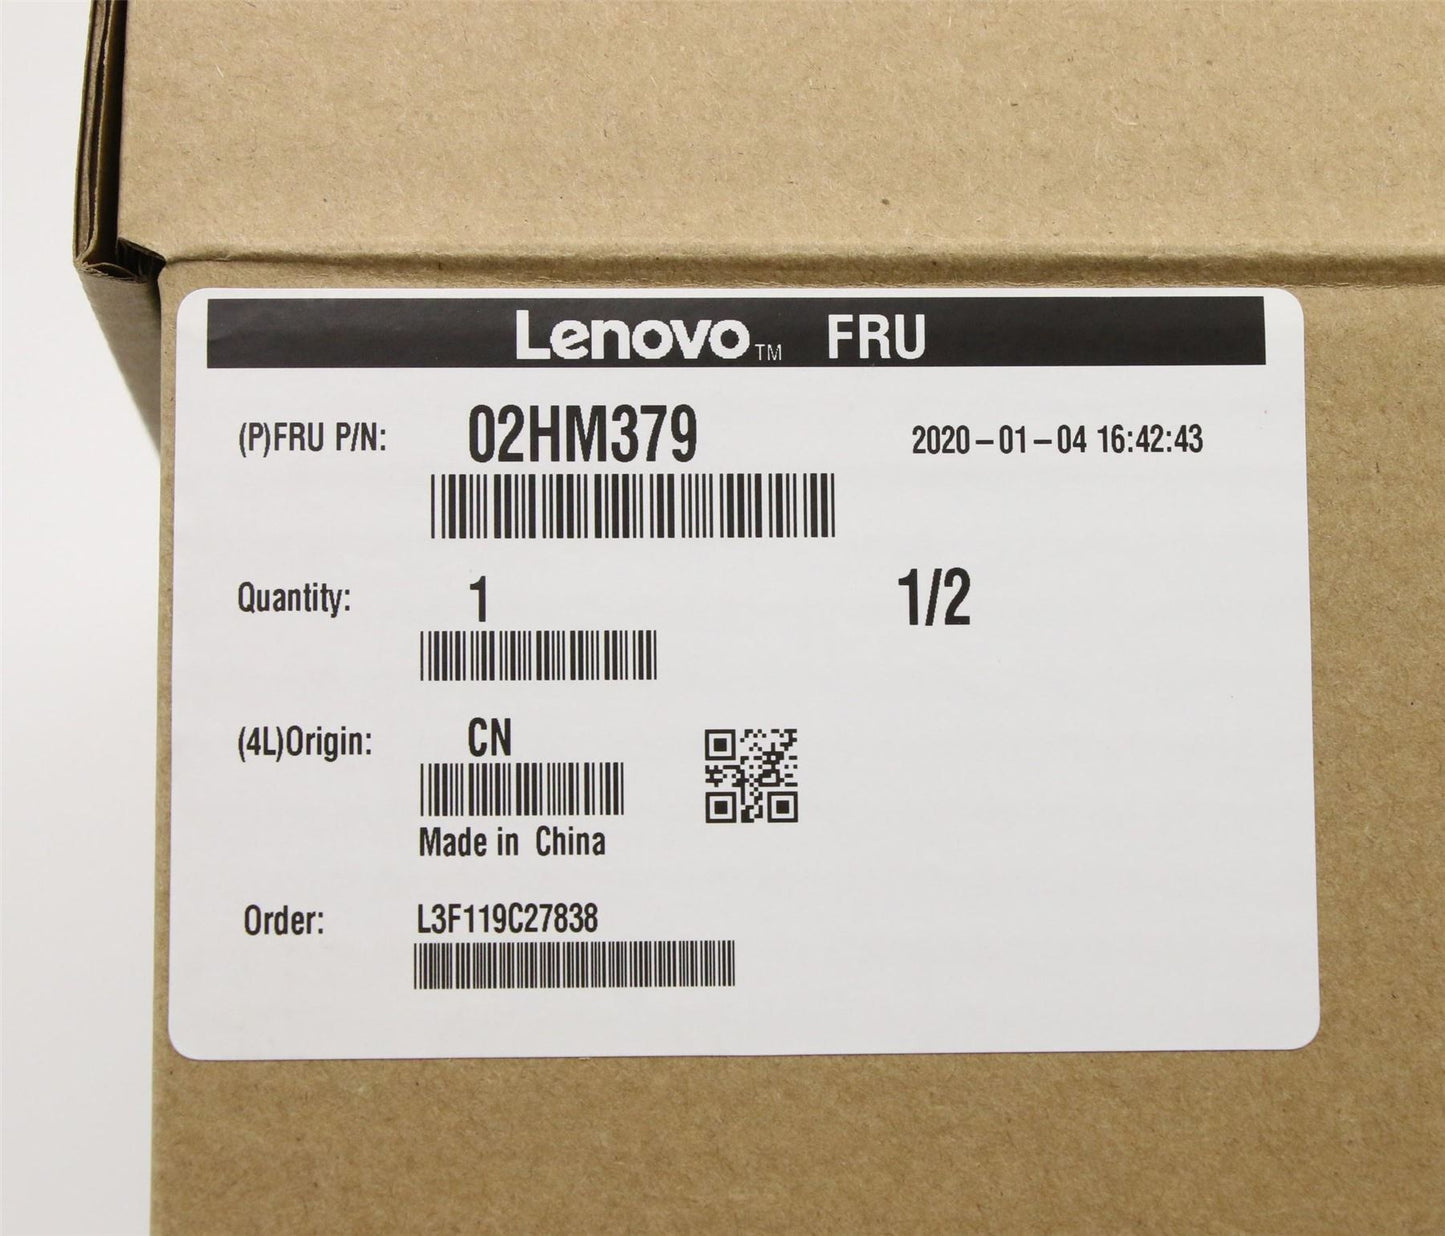 Lenovo™ FRU
(P)FRU P/N: 02HM379 2020-01-04 16:42:43
Quantity: 1 1/2
(4L)Origin: CN
Made in China
Order: L3F119C27838